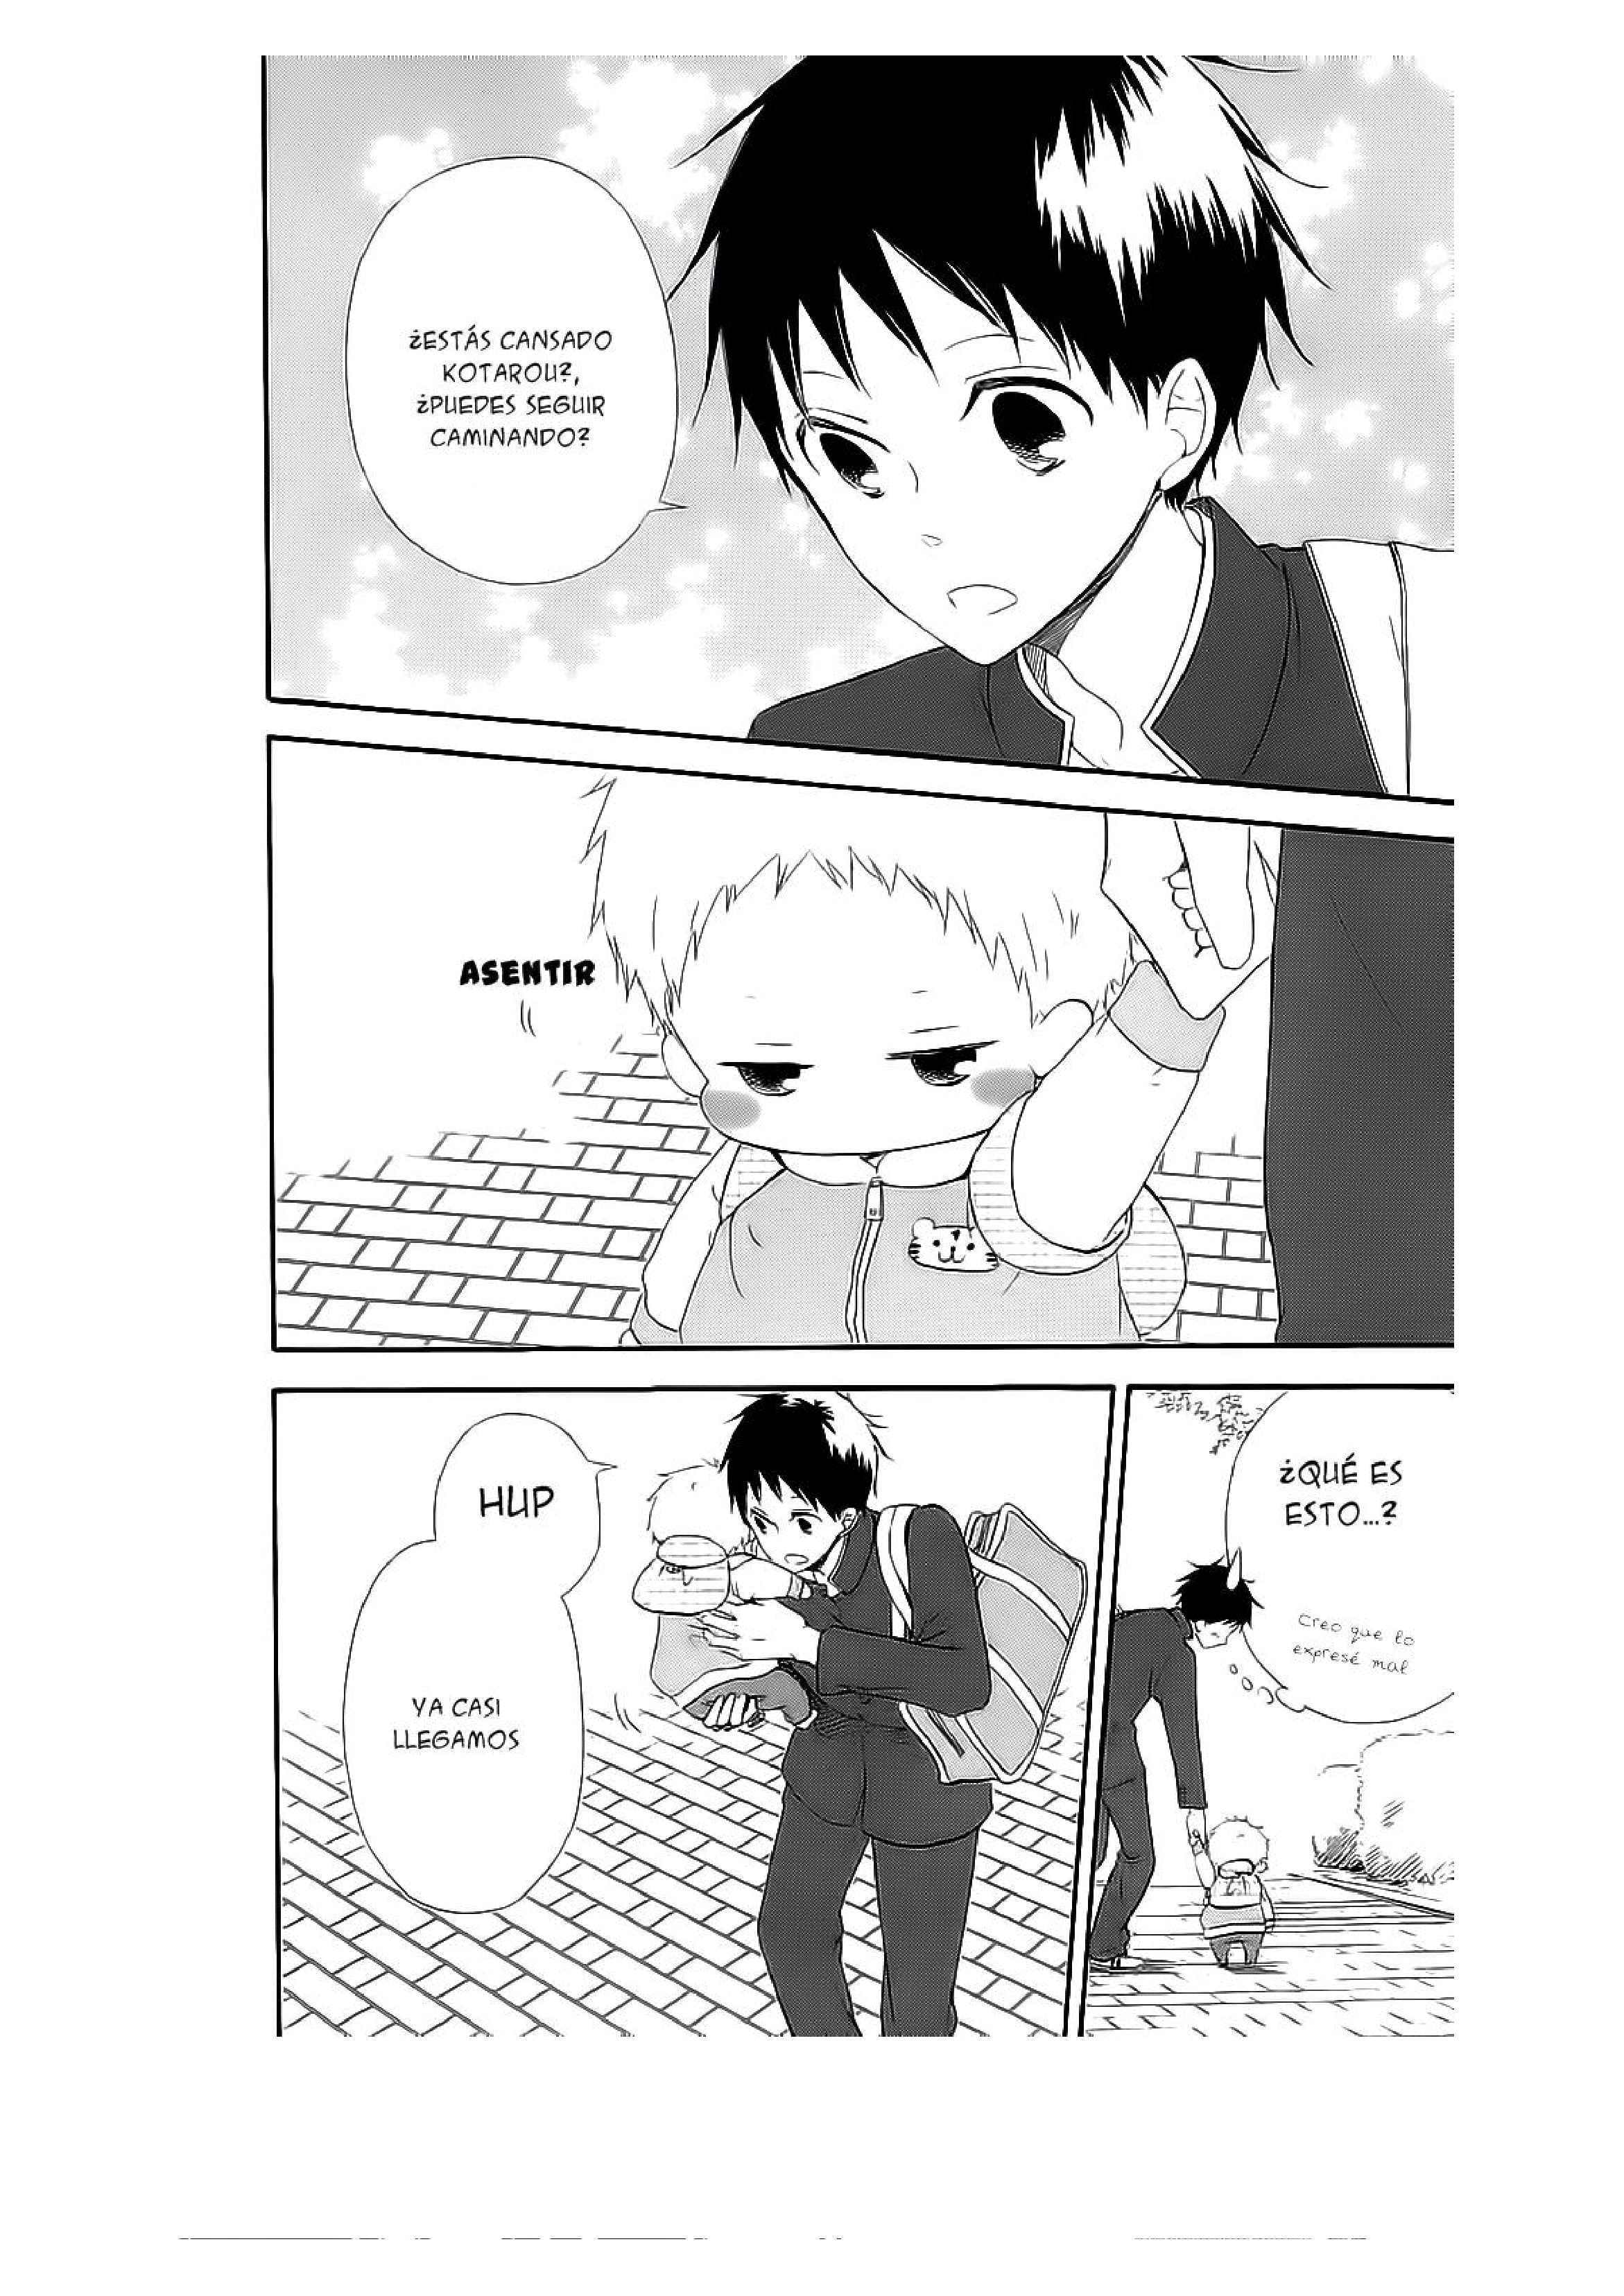 ¿ESTÁS CANSADO
KOTAROU?,
¿PUEDES SEGUIR
CAMINANDO?
ASENTIR
¿QUÉ ES
ESTO...?
Creo que lo
expresé mal
HUP
YA CASI
LLEGAMOS